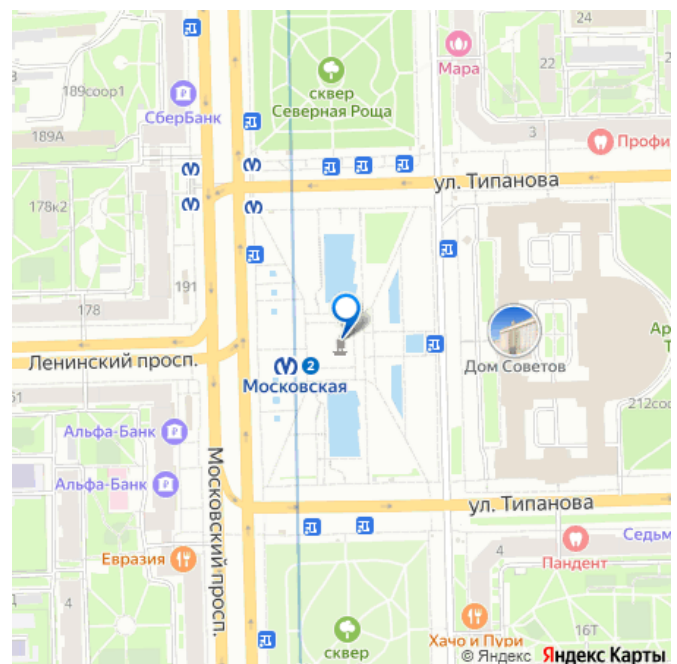 24
Мара
22
189соор1
СберБанк
сквер
Северная Роща
189А
3
Профи
ул. Типанова
178к2
191
178
Ар
Т
Ленинский просп.
2
Московская
Дом Советов
51
212соо
Альфа-Банк
Альфа-Банк
Московский просп.
ул. Типанова
Седьм
4
Пандент
Евразия
4
16Т
Хачо и Пури
сквер
© Яндекс Яндекс Карты